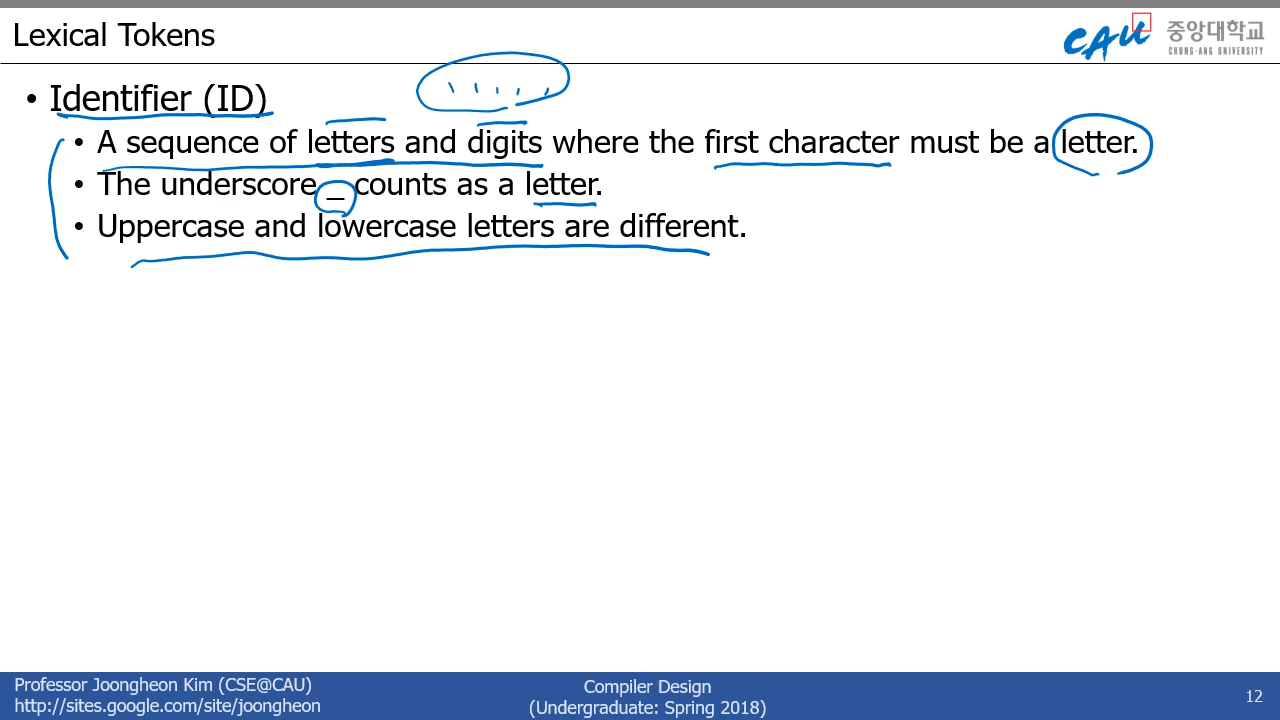 Lexical Tokens
CAU 중앙대학교
CHUNG-ANG UNIVERSITY
• Identifier (ID)
• A sequence of letters and digits where the first character must be a letter.
• The underscore _ counts as a letter.
• Uppercase and lowercase letters are different.
Professor Joongheon Kim (CSE@CAU)
http://sites.google.com/site/joongheon
Compiler Design
(Undergraduate: Spring 2018)
12